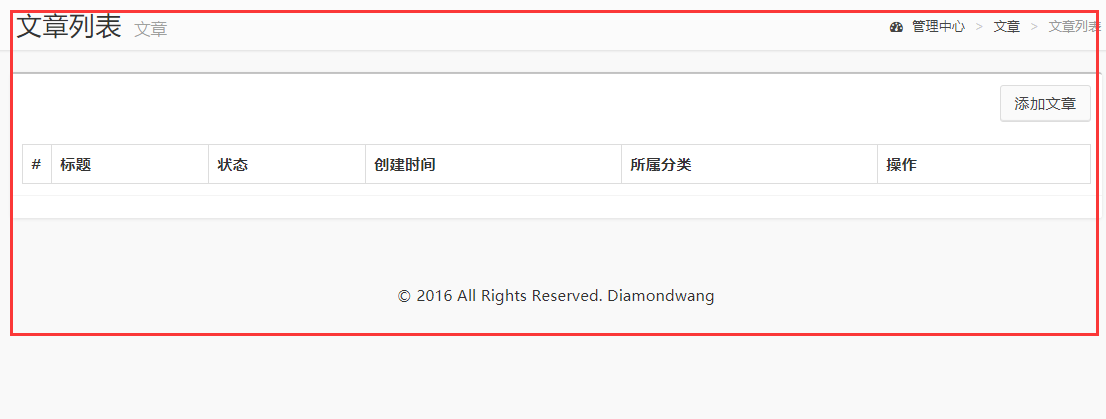 文章列表 文章
管理中心 > 文章 > 文章列表
添加文章
# 标题 状态 创建时间 所属分类 操作
© 2016 All Rights Reserved. Diamondwang